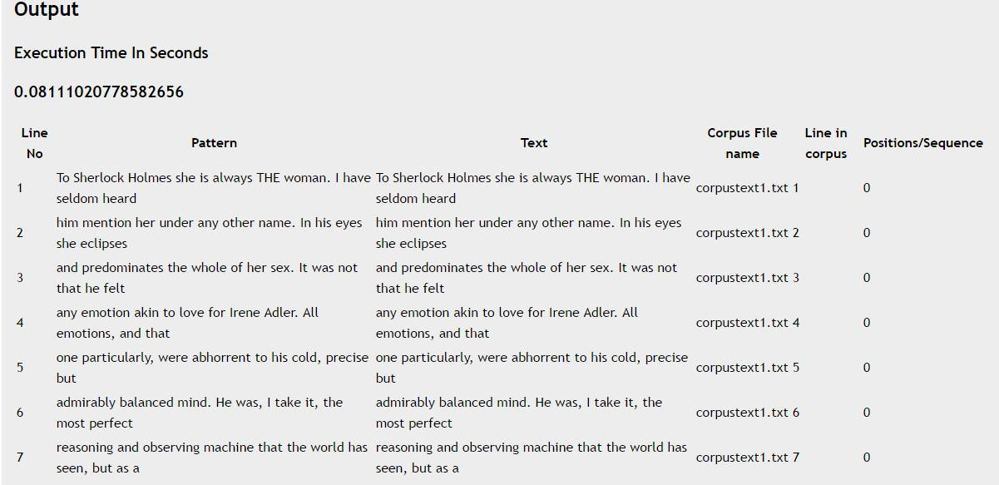 Output
Execution Time In Seconds
0.08111020778582656
Line No Pattern Text Corpus File name Line in corpus Positions/Sequence
1 To Sherlock Holmes she is always THE woman. I have seldom heard To Sherlock Holmes she is always THE woman. I have seldom heard corpustext1.txt 1 0
2 him mention her under any other name. In his eyes she eclipses him mention her under any other name. In his eyes she eclipses corpustext1.txt 2 0
3 and predominates the whole of her sex. It was not that he felt and predominates the whole of her sex. It was not that he felt corpustext1.txt 3 0
4 any emotion akin to love for Irene Adler. All emotions, and that any emotion akin to love for Irene Adler. All emotions, and that corpustext1.txt 4 0
5 one particularly, were abhorrent to his cold, precise but one particularly, were abhorrent to his cold, precise but corpustext1.txt 5 0
6 admirably balanced mind. He was, I take it, the most perfect admirably balanced mind. He was, I take it, the most perfect corpustext1.txt 6 0
7 reasoning and observing machine that the world has seen, but as a reasoning and observing machine that the world has seen, but as a corpustext1.txt 7 0